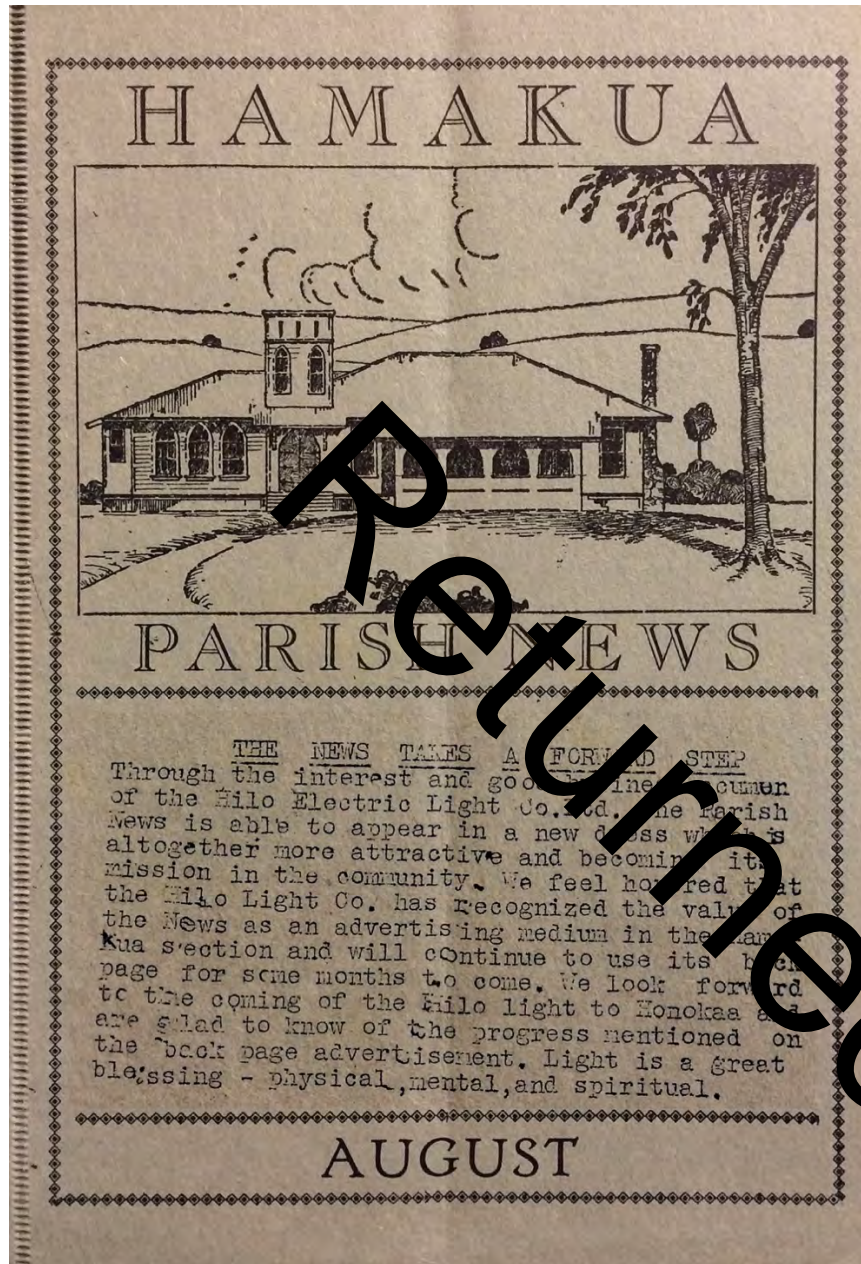 HAMAKUA
PARISH NEWS
THE NEWS TAKES A STEP
Through the interest and
of the Hilo Electric Light Co.Ltd. The Parish
News is able to appear in a new dress which is
altogether more attractive and becoming its
mission in the community. We feel honored that
the Hilo Light Co. has recognized the value of
the News as an advertising medium in the Hama-
kua section and will continue to use its back
page for some months to come. We look forward
to the coming of the Hilo light to Honokaa and
are glad to know of the progress mentioned on
the back page advertisement. Light is a great
blessing - physical,mental,and spiritual.
AUGUST
Returned